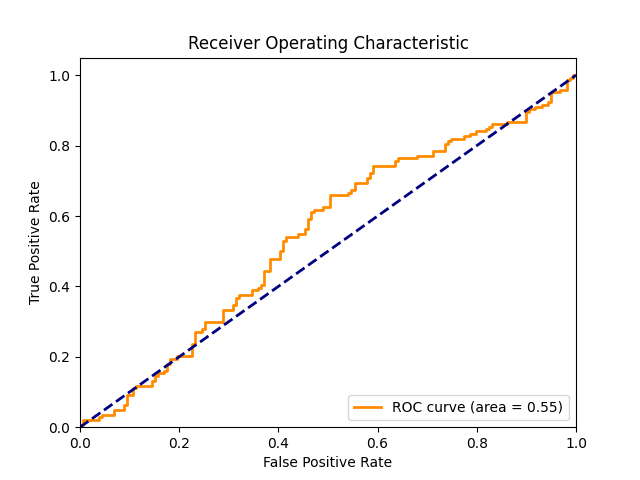 Receiver Operating Characteristic
True Positive Rate
1.0
0.8
0.6
0.4
0.2
0.0
0.0 0.2 0.4 0.6 0.8 1.0
False Positive Rate
ROC curve (area = 0.55)